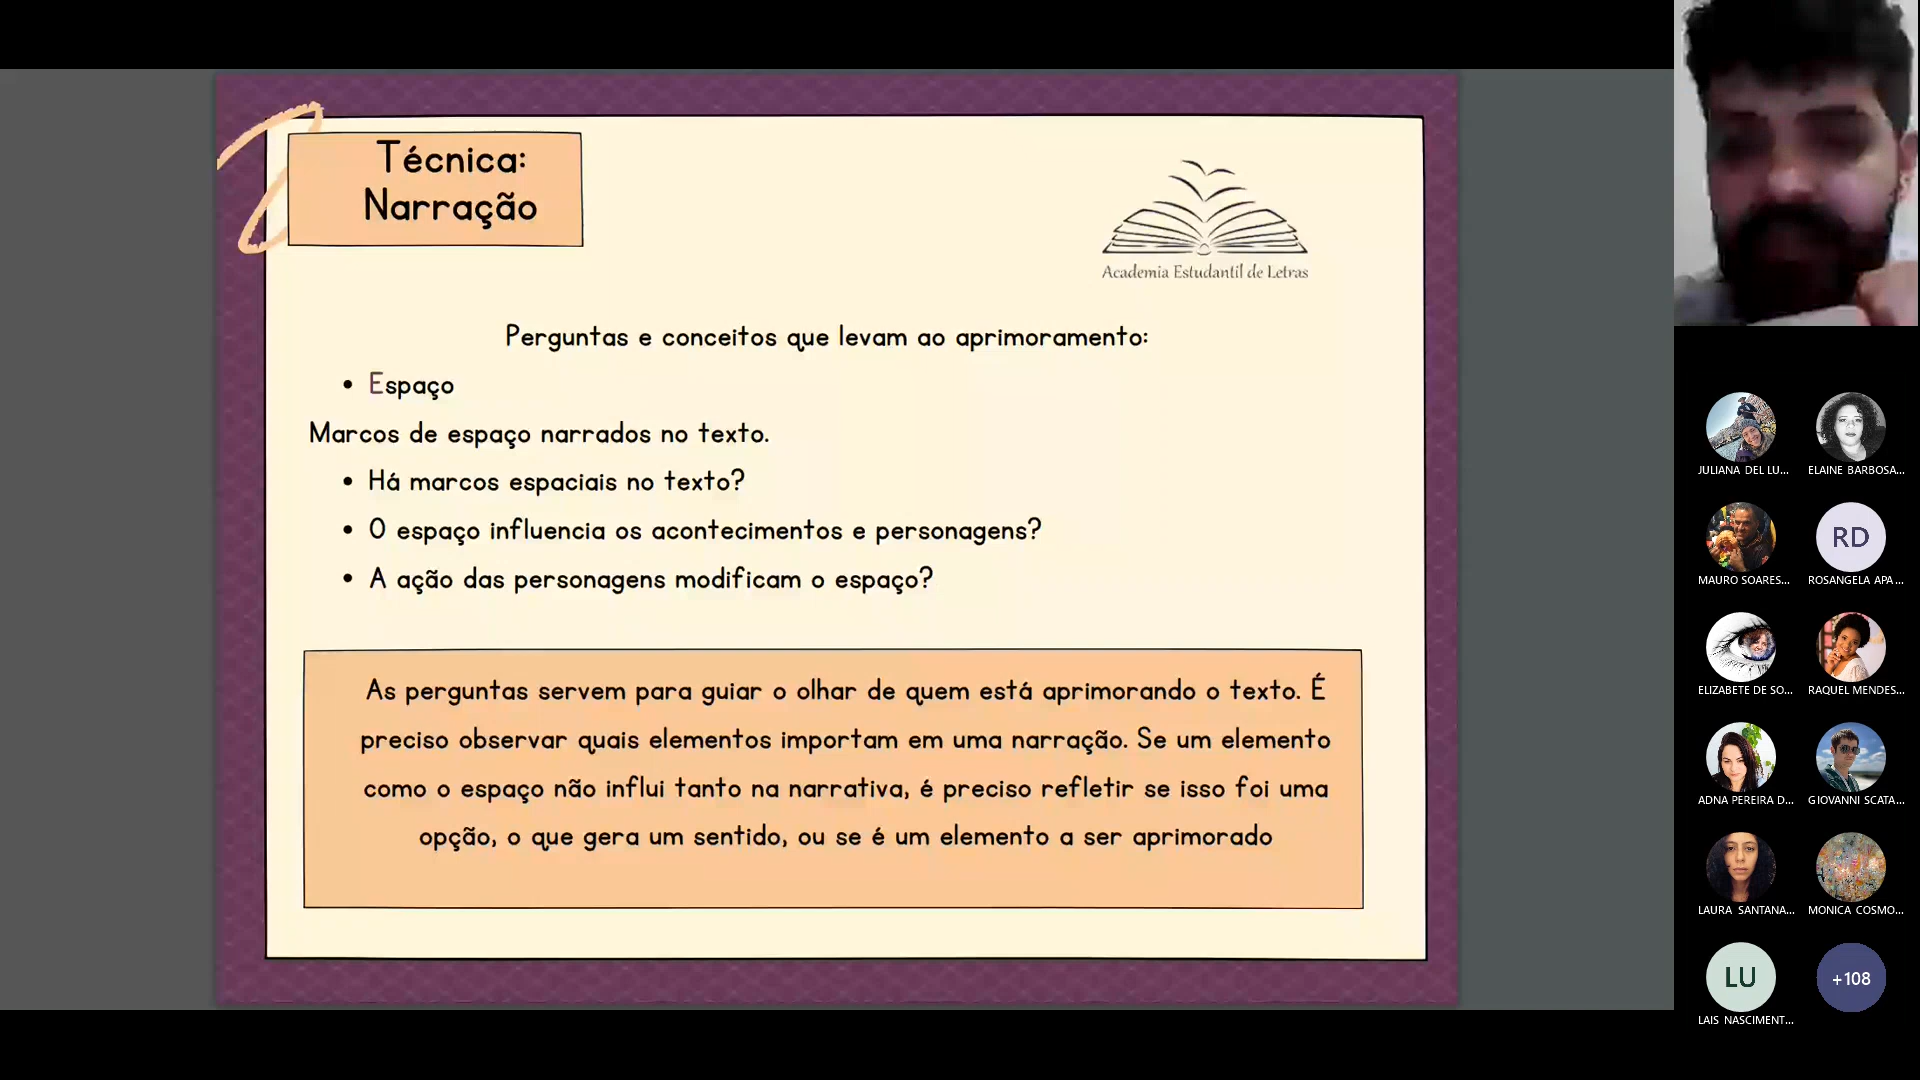 Técnica:
Narração
Academia Estudantil de Letras
Perguntas e conceitos que levam ao aprimoramento:
• Espaço
Marcos de espaço narrados no texto.
• Há marcos espaciais no texto?
• O espaço influencia os acontecimentos e personagens?
• A ação das personagens modificam o espaço?
As perguntas servem para guiar o olhar de quem está aprimorando o texto. É
preciso observar quais elementos importam em uma narração. Se um elemento
como o espaço não influi tanto na narrativa, é preciso refletir se isso foi uma
opção, o que gera um sentido, ou se é um elemento a ser aprimorado
JULIANA DEL LU...
ELAINE BARBOSA...
MAURO SOARES...
RD
ROSANGELA APA...
ELIZABETE DE SO...
RAQUEL MENDES...
ADNA PEREIRA D...
GIOVANNI SCATA...
LAURA SANTANA...
MONICA COSMO...
LU
LAIS NASCIMENT...
+108